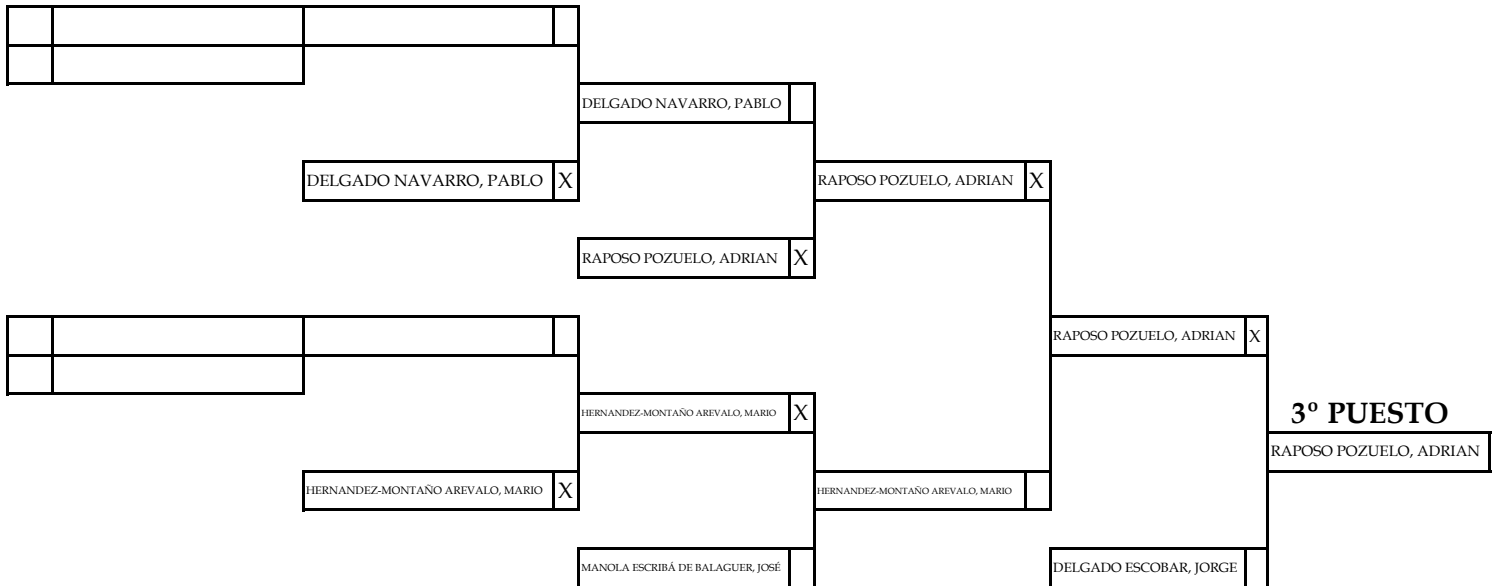 DELGADO NAVARRO, PABLO
DELGADO NAVARRO, PABLO X
RAPOSO POZUELO, ADRIAN X
RAPOSO POZUELO, ADRIAN X
RAPOSO POZUELO, ADRIAN X
HERNANDEZ-MONTAÑO AREVALO, MARIO X
3º PUESTO
RAPOSO POZUELO, ADRIAN
HERNANDEZ-MONTAÑO AREVALO, MARIO X
HERNANDEZ-MONTAÑO AREVALO, MARIO
MANOLA ESCRIBÁ DE BALAGUER, JOSÉ
DELGADO ESCOBAR, JORGE